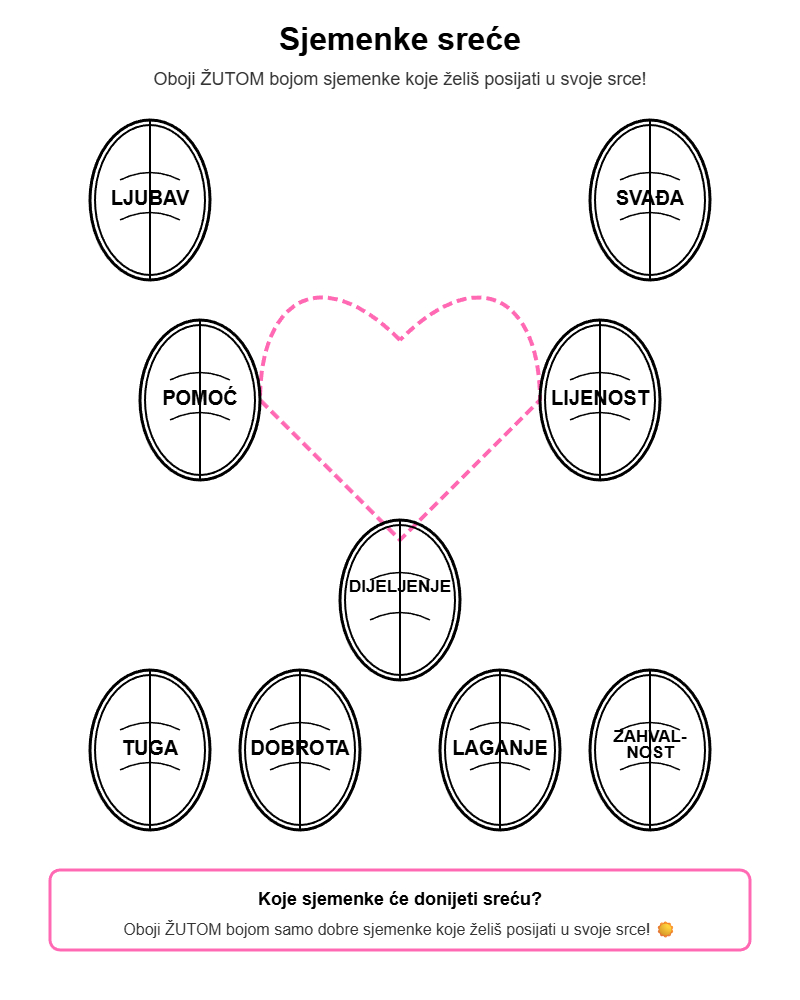 Sjemenke sreće
Oboji ŽUTOM bojom sjemenke koje želiš posijati u svoje srce!
LJUBAV
SVAĐA
POMOĆ
LIJENOST
DIJELJENJE
TUGA
DOBROTA
LAGANJE
ZAHVAL-
NOST
Koje sjemenke će donijeti sreću?
Oboji ŽUTOM bojom samo dobre sjemenke koje želiš posijati u svoje srce!